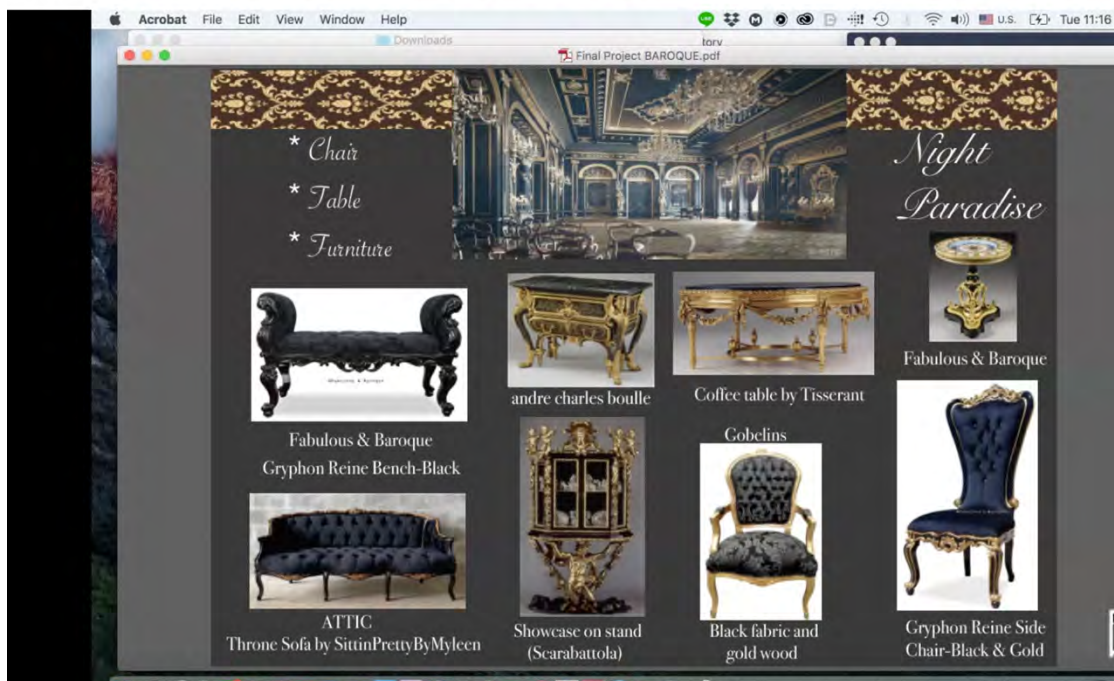 Acrobat File Edit View Window Help
U.S. Tue 11:16
Downloads
tory
Final Project BAROQUE.pdf
* Chair
* Table
* Furniture
Night
Paradise
Fabulous & Baroque
andre charles boulle
Coffee table by Tisserant
Fabulous & Baroque
Gryphon Reine Bench-Black
Gobelins
ATTIC
Throne Sofa by SittinPrettyByMyleen
Showcase on stand
(Scarabattola)
Black fabric and
gold wood
Gryphon Reine Side
Chair-Black & Gold